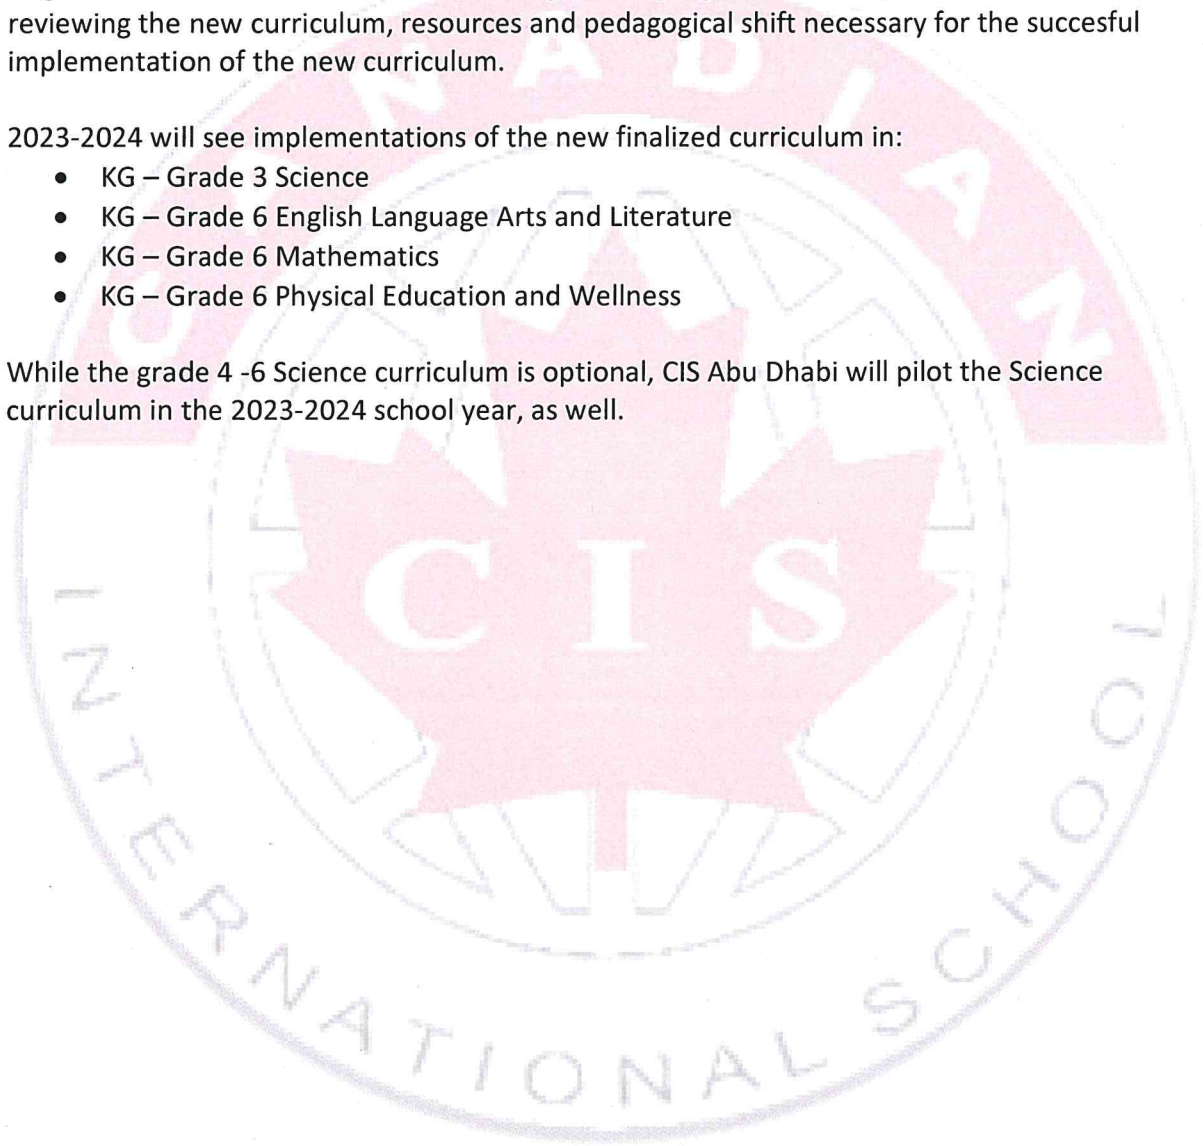 reviewing the new curriculum, resources and pedagogical shift necessary for the succesful
implementation of the new curriculum.
2023-2024 will see implementations of the new finalized curriculum in:
• KG – Grade 3 Science
• KG – Grade 6 English Language Arts and Literature
• KG – Grade 6 Mathematics
• KG – Grade 6 Physical Education and Wellness
While the grade 4 -6 Science curriculum is optional, CIS Abu Dhabi will pilot the Science
curriculum in the 2023-2024 school year, as well.
CANADIAN
CIS
INTERNATIONAL SCHOOL